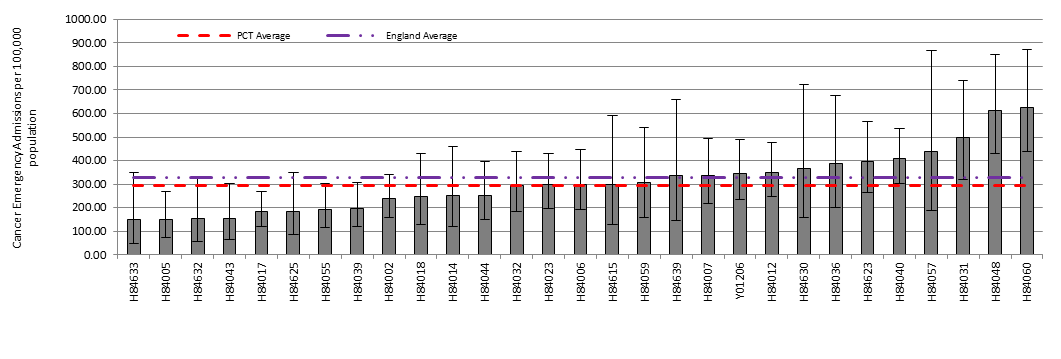 1000.00
900.00
800.00
700.00
600.00
500.00
400.00
300.00
200.00
100.00
0.00
Cancer Emergency Admissions per 100,000
population
PCT Average
England Average
H84633
H84005
H84632
H84043
H84017
H84625
H84055
H84039
H84002
H84018
H84014
H84044
H84032
H84023
H84006
H84615
H84059
H84639
H84007
Y01206
H84012
H84630
H84036
H84623
H84040
H84057
H84031
H84048
H84060